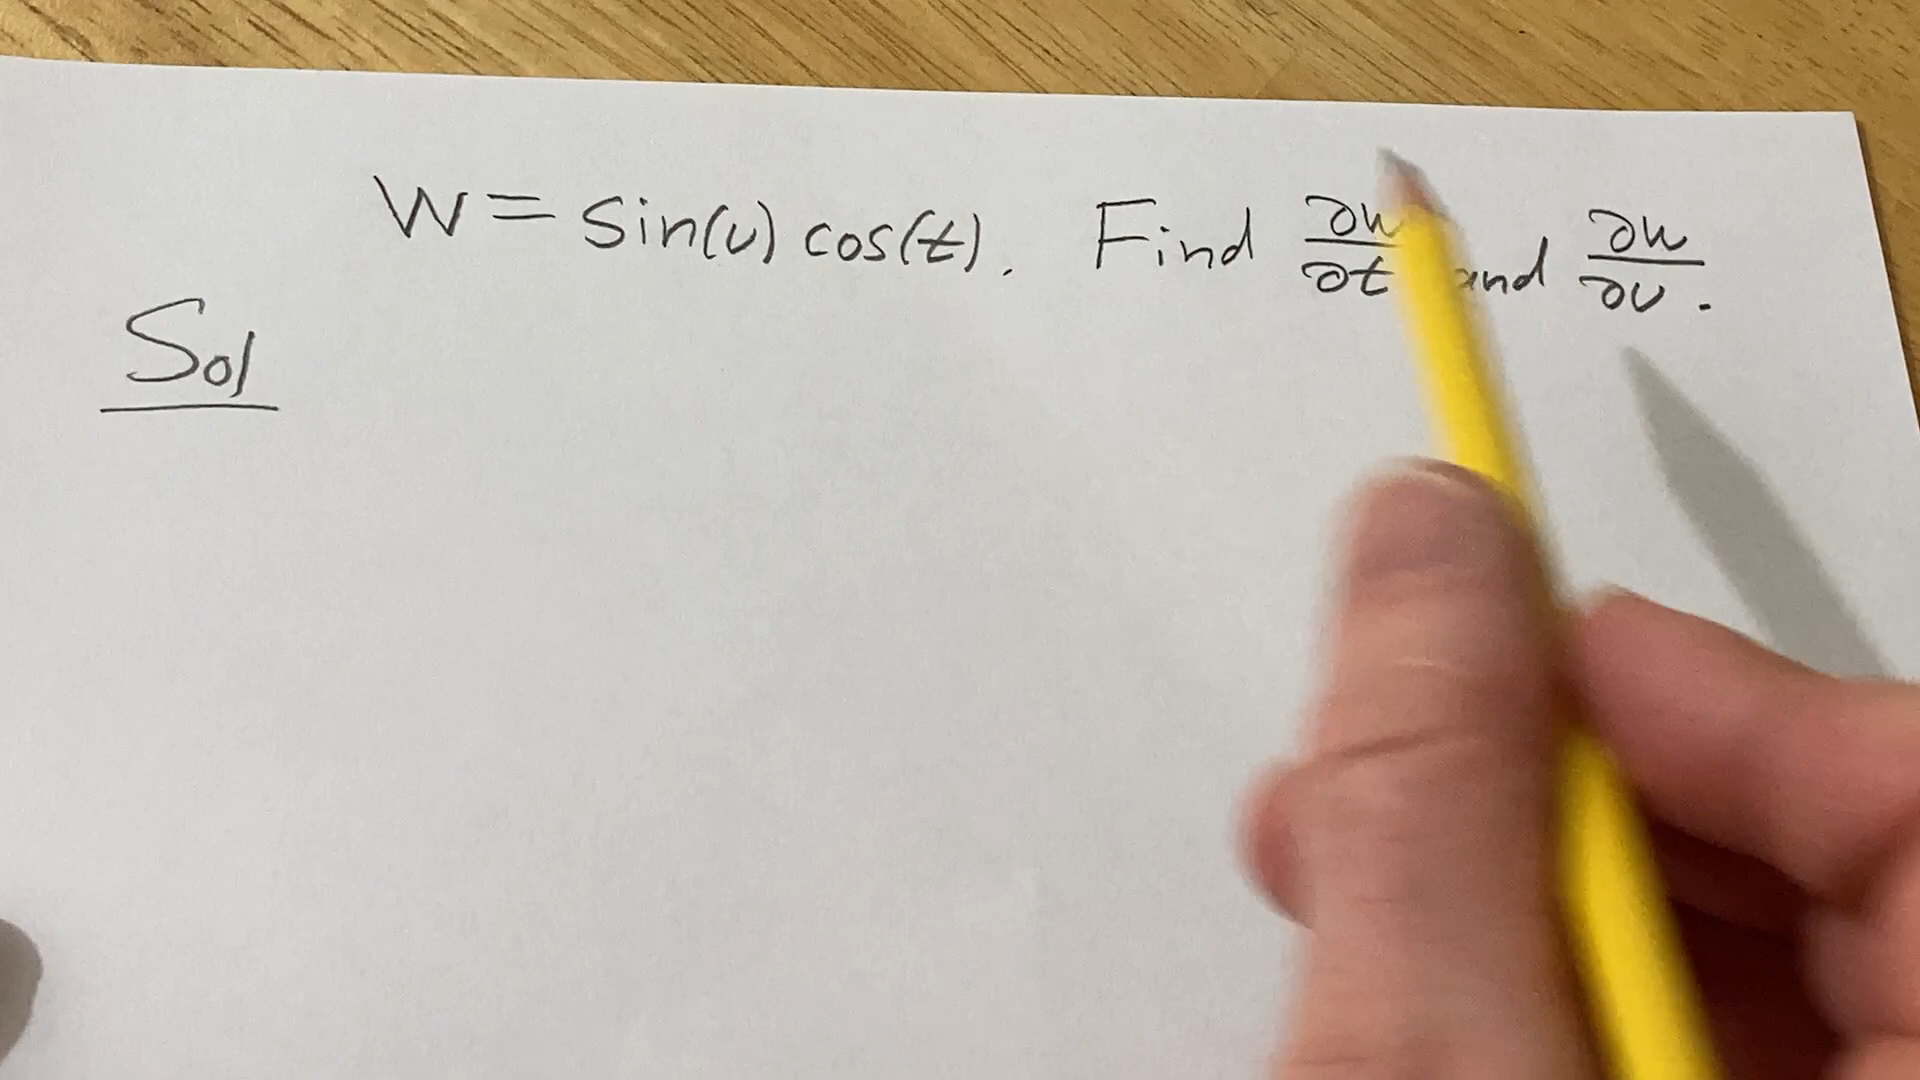 W = sin(v) cos(t). Find ∂w/∂t and ∂w/∂v.
Sol